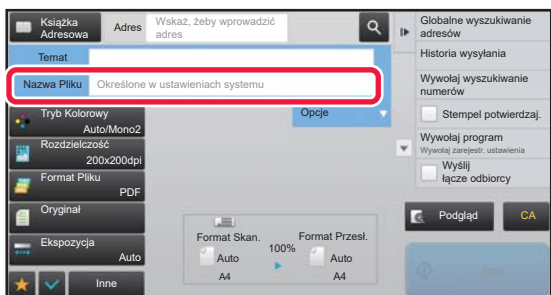 Książka
Adresowa
Adres
Wskaż, żeby wprowadzić
adres
Temat
Nazwa Pliku
Określone w ustawieniach systemu
Tryb Kolorowy
Auto/Mono2
Rozdzielczość
200x200dpi
Format Pliku
PDF
Oryginał
Ekspozycja
Auto
Inne
Opcje
Format Skan.
100%
Format Przesł.
Auto
A4
Auto
A4
Globalne wyszukiwanie
adresów
Historia wysyłania
Wywołaj wyszukiwanie
numerów
Stempel potwierdzaj.
Wywołaj program
Wywołaj zarejestr. ustawienia
Wyślij
łącze odbiorcy
Podgląd
CA
Start